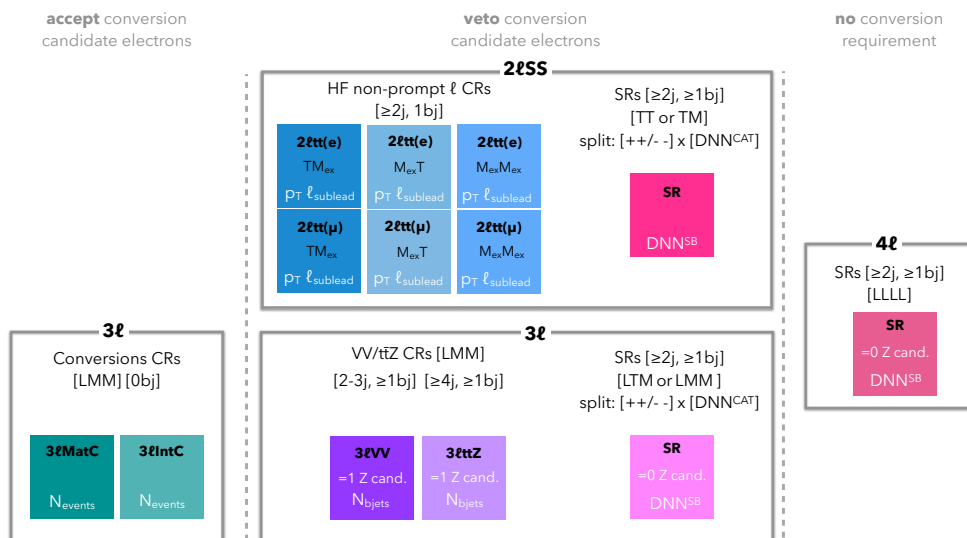 accept conversion
candidate electrons
veto conversion
candidate electrons
no conversion
requirement
2ℓSS
HF non-prompt ℓ CRs
[≥2j, 1bj]
2ℓtt(e)
TMex
pT ℓsublead
2ℓtt(e)
MexT
pT ℓsublead
2ℓtt(e)
MexMex
pT ℓsublead
2ℓtt(μ)
TMex
pT ℓsublead
2ℓtt(μ)
MexT
pT ℓsublead
2ℓtt(μ)
MexMex
pT ℓsublead
SRs [≥2j, ≥1bj]
[TT or TM]
split: [++/- -] x [DNNCAT]
SR
DNNSB
3ℓ
Conversions CRs
[LMM] [0bj]
3ℓMatC
Nevents
3ℓIntC
Nevents
3ℓ
VV/tt̄Z CRs [LMM]
[2-3j, ≥1bj] [≥4j, ≥1bj]
3ℓVV
=1 Z cand.
Nbjets
3ℓttZ
=1 Z cand.
Nbjets
SRs [≥2j, ≥1bj]
[LTM or LMM ]
split: [++/- -] x [DNNCAT]
SR
=0 Z cand.
DNNSB
4ℓ
SRs [≥2j, ≥1bj]
[LLLL]
SR
=0 Z cand.
DNNSB